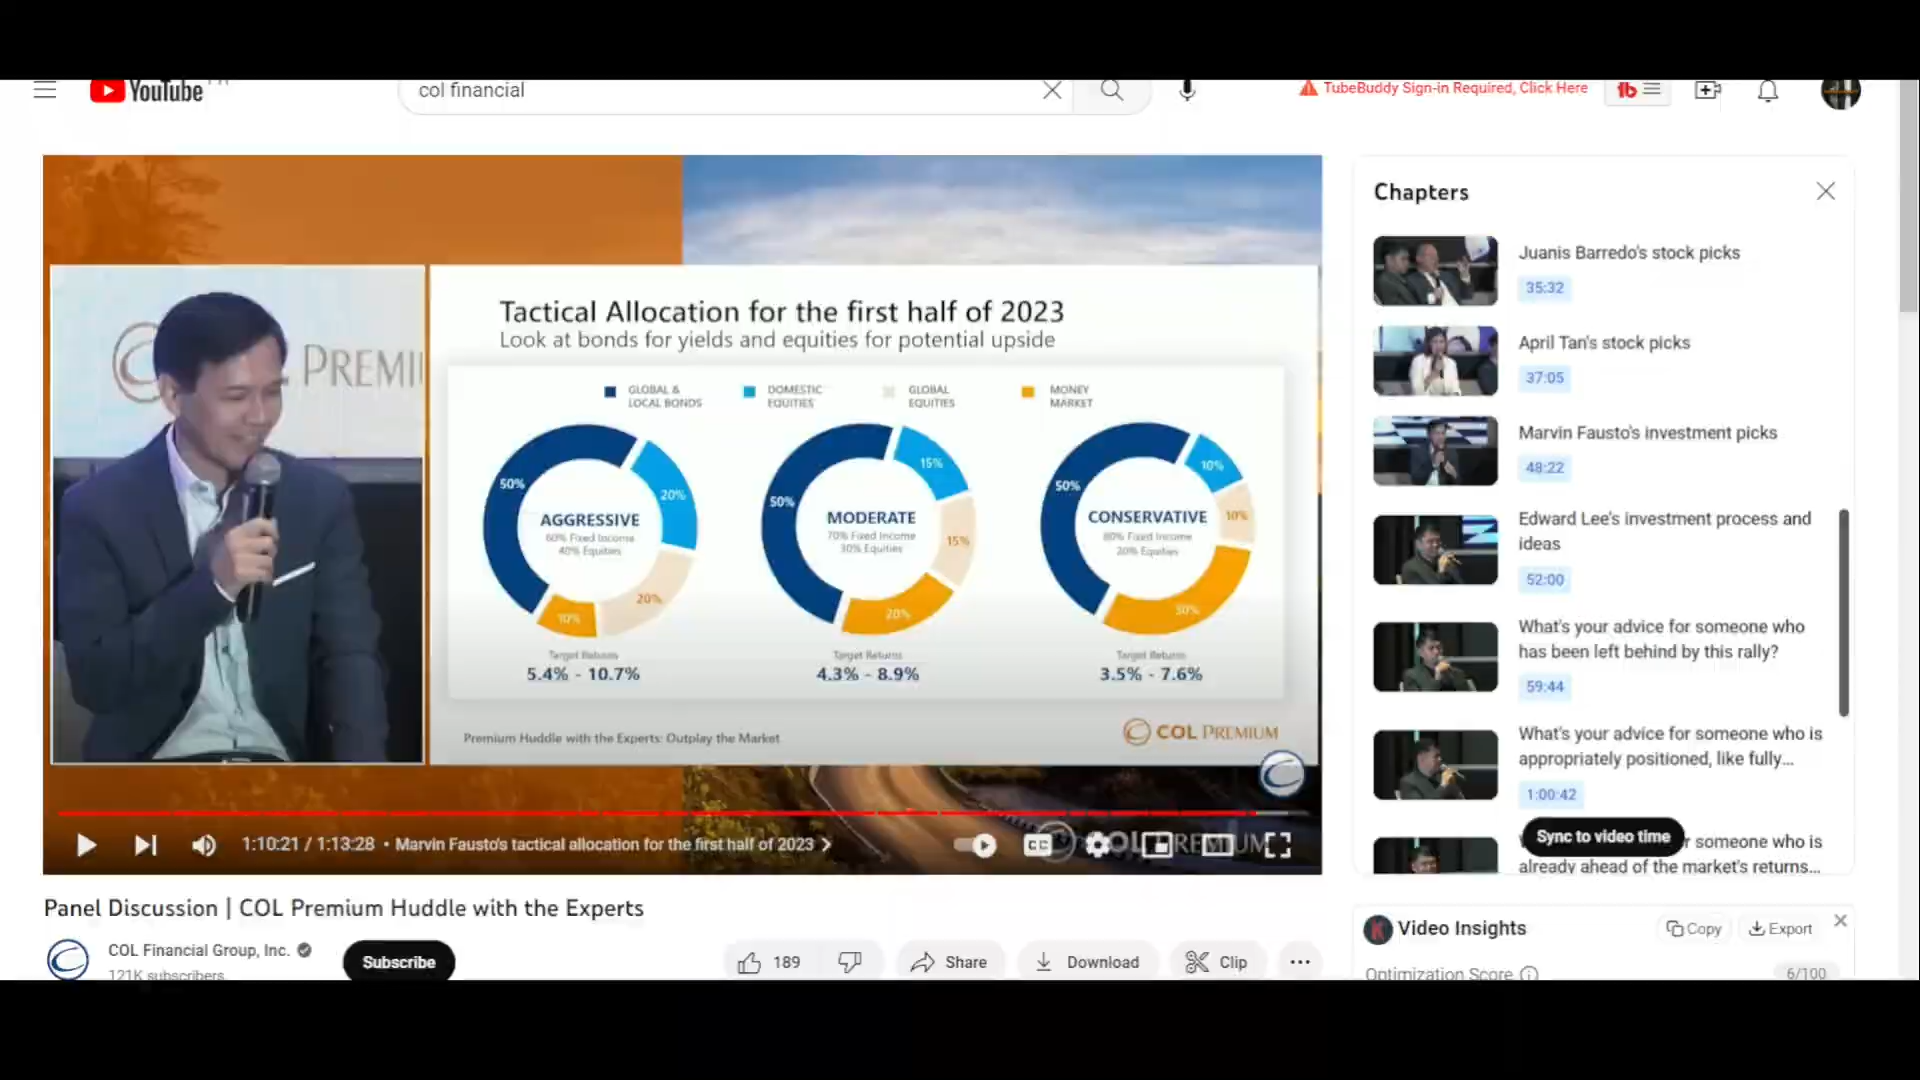 YouTube
col financial
TubeBuddy Sign-in Required, Click Here
PREMI
Tactical Allocation for the first half of 2023
Look at bonds for yields and equities for potential upside
GLOBAL & LOCAL BONDS
DOMESTIC EQUITIES
GLOBAL EQUITIES
MONEY MARKET
50%
20%
20%
10%
AGGRESSIVE
60% Fixed Income
40% Equities
Target Returns
5.4% - 10.7%
50%
15%
15%
20%
MODERATE
70% Fixed Income
30% Equities
Target Returns
4.3% - 8.9%
50%
10%
10%
30%
CONSERVATIVE
80% Fixed Income
20% Equities
Target Returns
3.5% - 7.6%
Premium Huddle with the Experts: Outplay the Market
COL PREMIUM
1:10:21 / 1:13:28 • Marvin Fausto's tactical allocation for the first half of 2023
CC
Panel Discussion | COL Premium Huddle with the Experts
COL Financial Group, Inc.
121K subscribers
Subscribe
189
Share
Download
Clip
Chapters
Juanis Barredo's stock picks
35:32
April Tan's stock picks
37:05
Marvin Fausto's investment picks
48:22
Edward Lee's investment process and
ideas
52:00
What's your advice for someone who
has been left behind by this rally?
59:44
What's your advice for someone who is
appropriately positioned, like fully...
1:00:42
Sync to video time
r someone who is
already ahead of the market's returns...
Video Insights
Copy
Export
Optimization Score
6/100